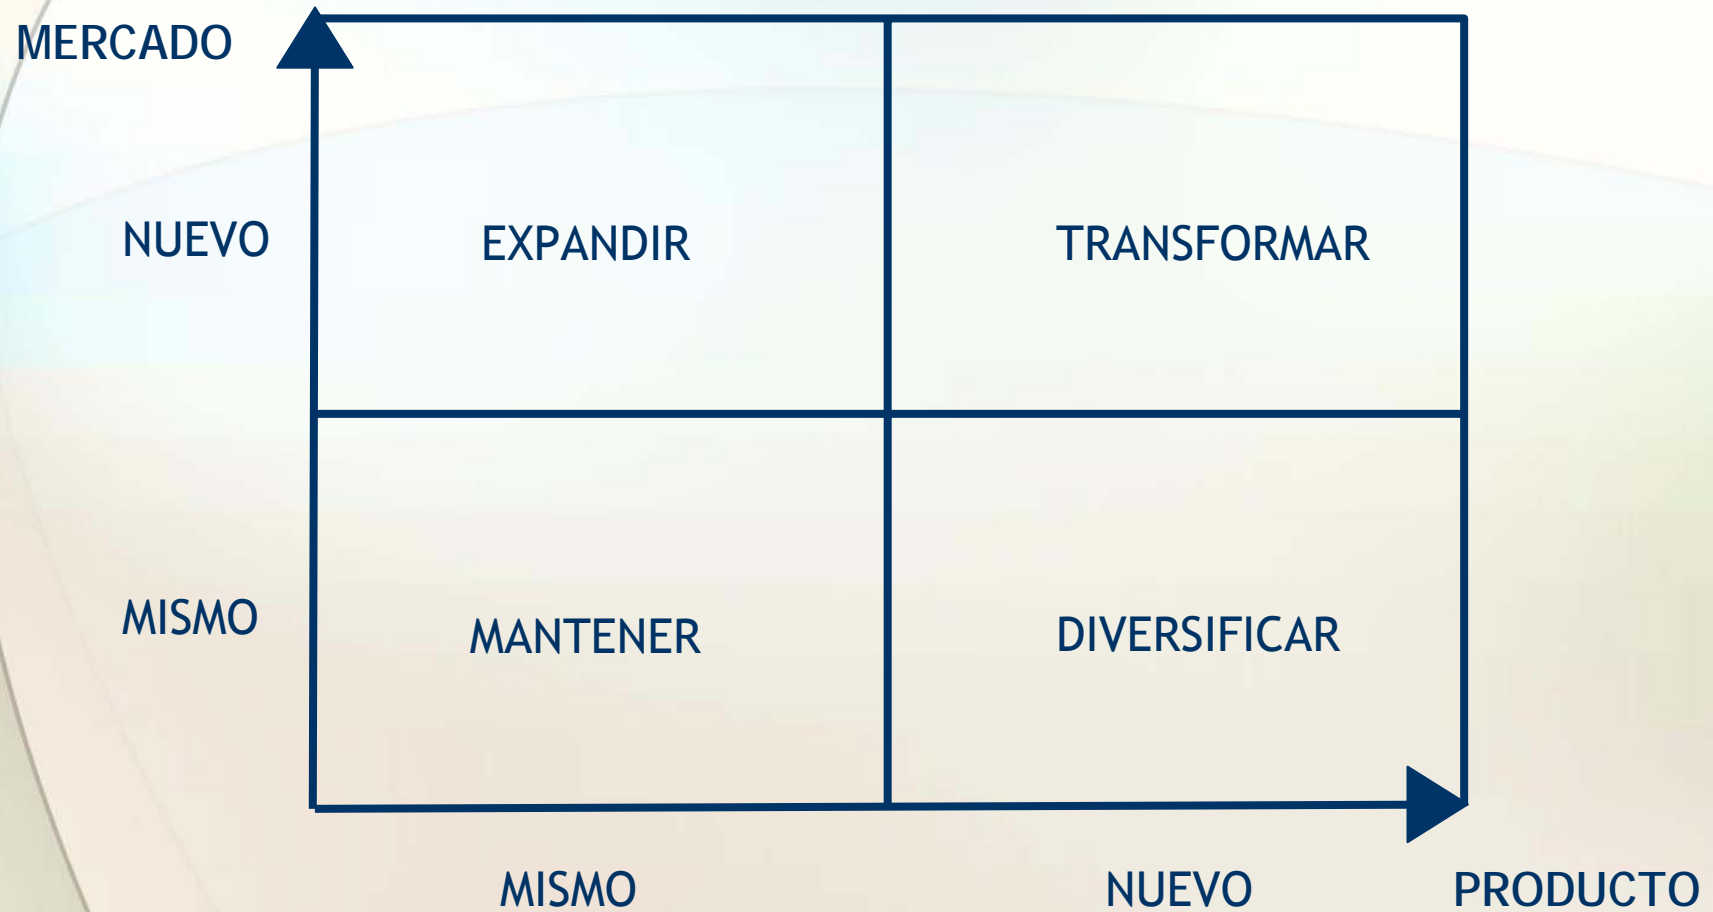 MERCADO
NUEVO EXPANDIR TRANSFORMAR
MISMO MANTENER DIVERSIFICAR
MISMO NUEVO PRODUCTO